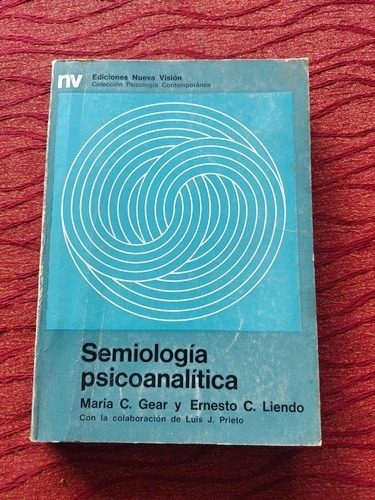 nv
Ediciones Nueva Visión
Colección Psicología Contemporánea
Semiología
psicoanalítica
María C. Gear y Ernesto C. Liendo
Con la colaboración de Luis J. Prieto